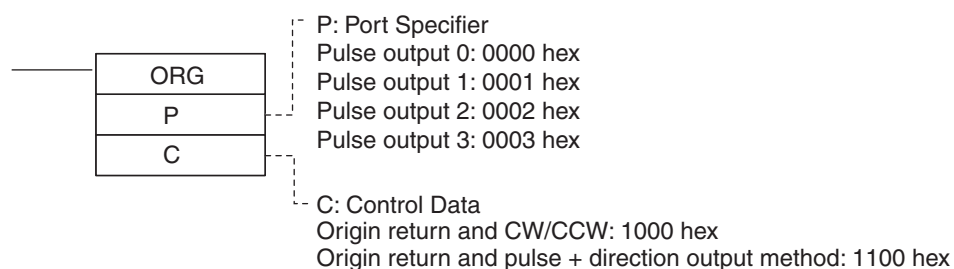 P: Port Specifier
Pulse output 0: 0000 hex
Pulse output 1: 0001 hex
Pulse output 2: 0002 hex
Pulse output 3: 0003 hex
ORG
P
C
C: Control Data
Origin return and CW/CCW: 1000 hex
Origin return and pulse + direction output method: 1100 hex